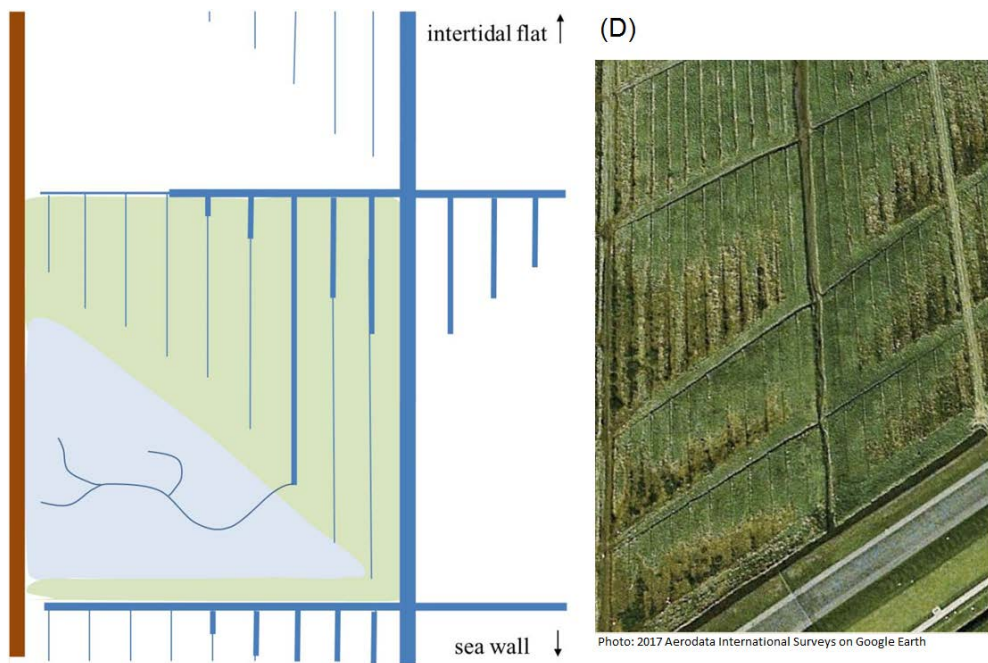 intertidal flat ↑
(D)
sea wall ↓
Photo: 2017 Aerodata International Surveys on Google Earth